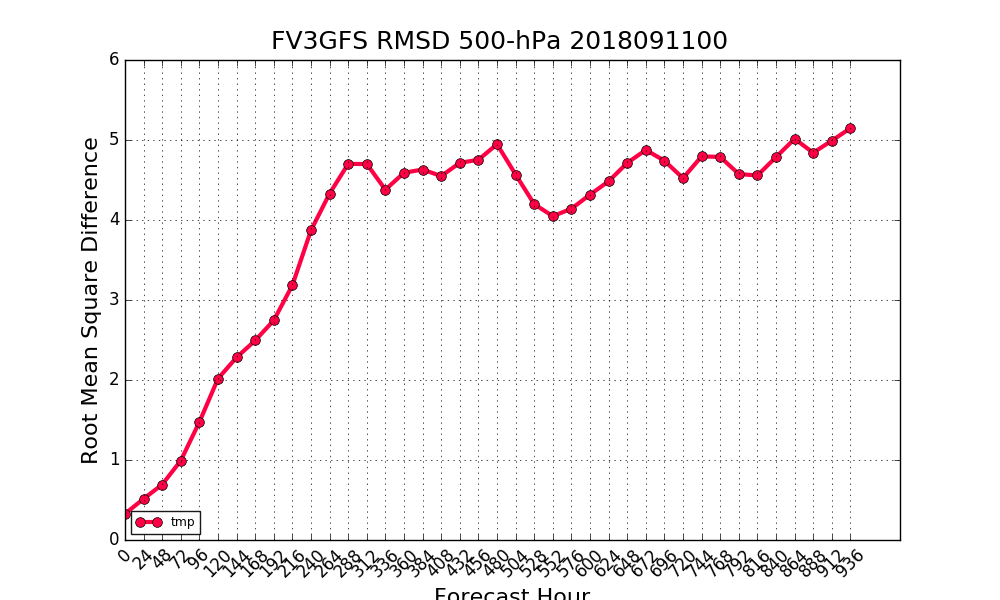 FV3GFS RMSD 500-hPa 2018091100
Root Mean Square Difference
6
5
4
3
2
1
0
tmp
0 24 48 72 96 120 144 168 192 216 240 264 288 312 336 360 384 408 432 456 480 504 528 552 576 600 624 648 672 696 720 744 768 792 816 840 864 888 912 936
Forecast Hour